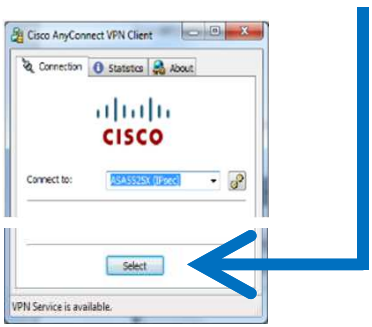 Cisco AnyConnect VPN Client
Connection Statistics About
CISCO
Connect to: ASA5525X (IPsec)
Select
VPN Service is available.